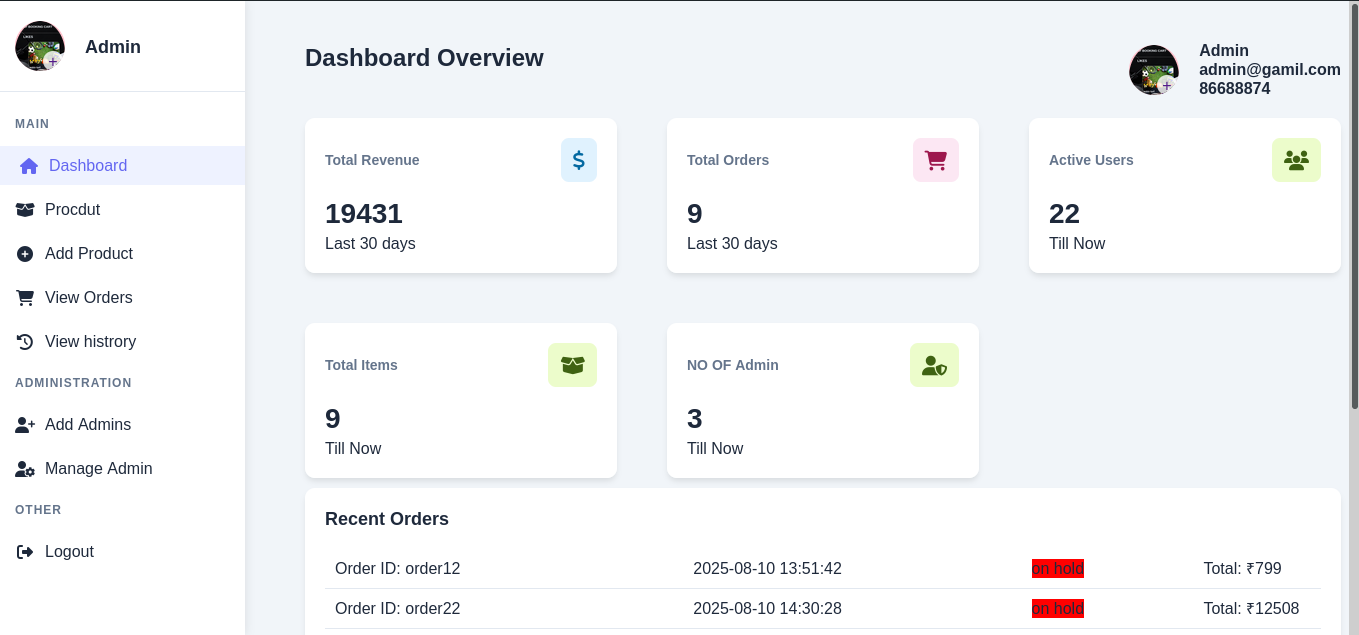 Admin
MAIN
Dashboard
Procdut
Add Product
View Orders
View histrory
ADMINISTRATION
Add Admins
Manage Admin
OTHER
Logout
Dashboard Overview
Admin
admin@gamil.com
86688874
Total Revenue
$
19431
Last 30 days
Total Orders
9
Last 30 days
Active Users
22
Till Now
Total Items
9
Till Now
NO OF Admin
3
Till Now
Recent Orders
Order ID: order12 2025-08-10 13:51:42 on hold Total: ₹799
Order ID: order22 2025-08-10 14:30:28 on hold Total: ₹12508